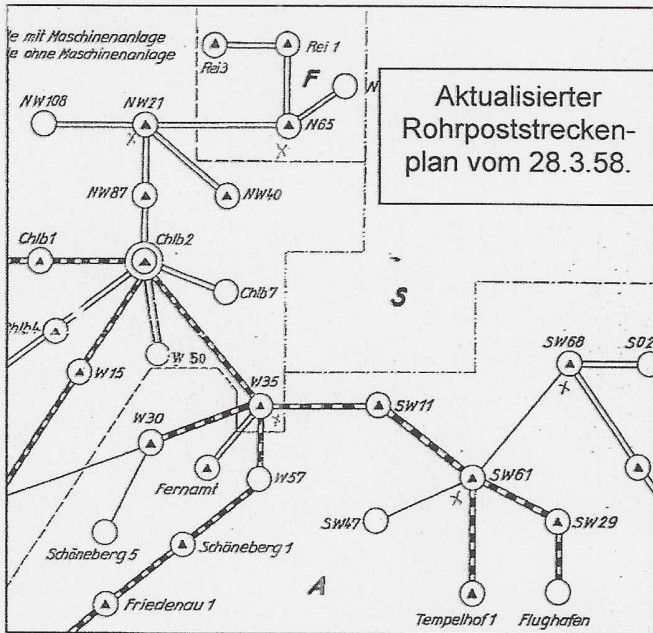 le mit Maschinenanlage
le ohne Maschinenanlage
Rei3
Rei 1
F
N
NW108
NW21
N65
Aktualisierter
Rohrpoststrecken-
plan vom 28.3.58.
NW87
NW40
Chlb1
Chlb2
Chlb7
S
Chlb4
W 50
SW68
SO2
W15
W35
SW11
W30
Fernamt
W57
SW61
SW47
SW29
Schöneberg 5
Schöneberg 1
A
Friedenau 1
Tempelhof 1
Flughafen